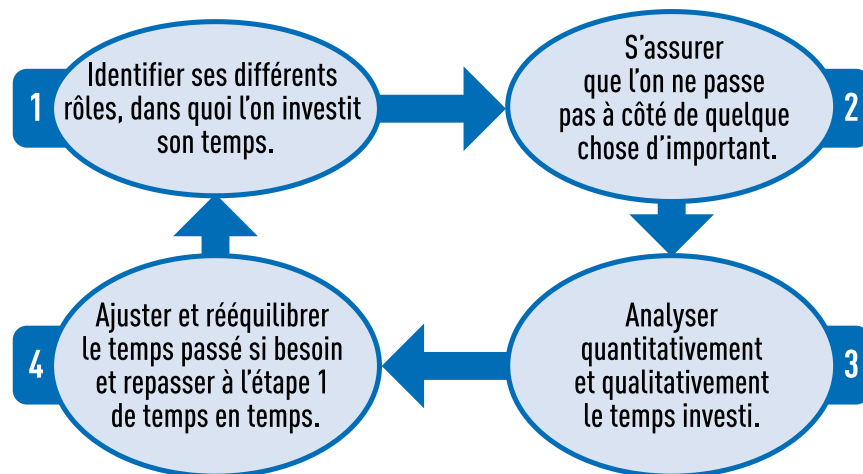 1
Identifier ses différents
rôles, dans quoi l’on investit
son temps.
S’assurer
que l’on ne passe
pas à côté de quelque
chose d’important.
2
Analyser
quantitativement
et qualitativement
le temps investi.
3
4
Ajuster et rééquilibrer
le temps passé si besoin
et repasser à l’étape 1
de temps en temps.